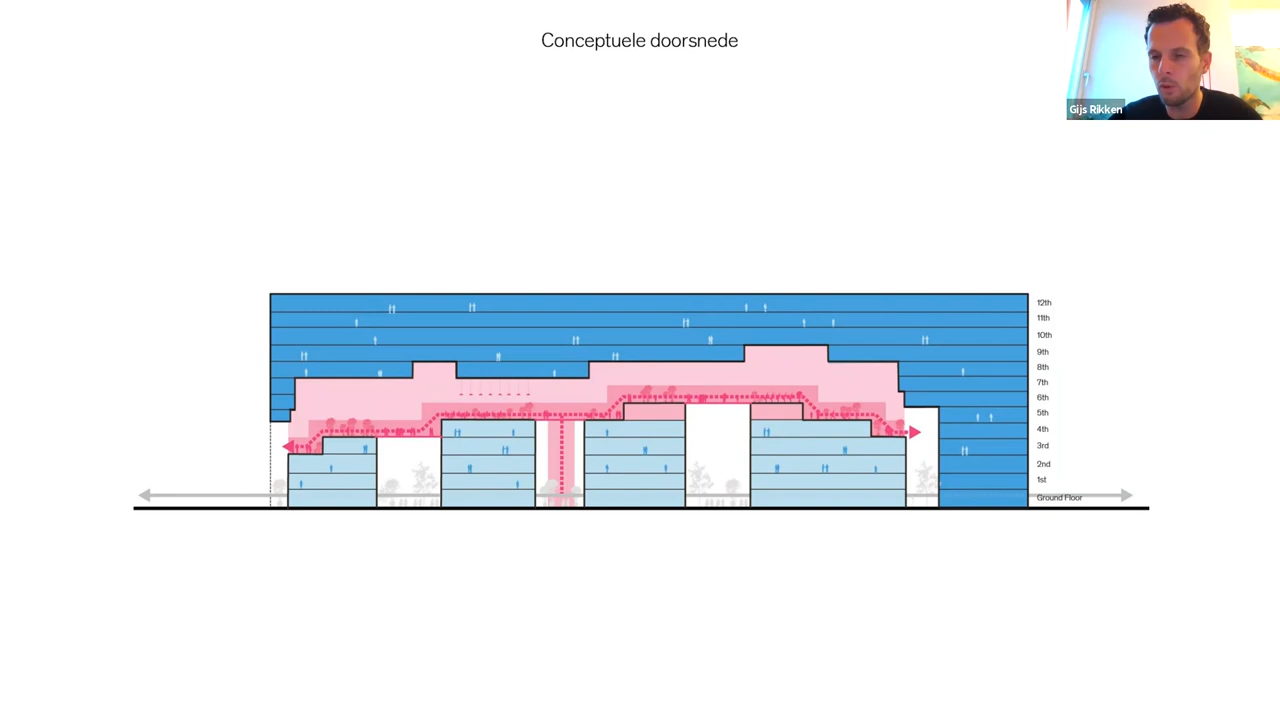 Conceptuele doorsnede
Gijs Rikken
12th
11th
10th
9th
8th
7th
6th
5th
4th
3rd
2nd
1st
Ground Floor